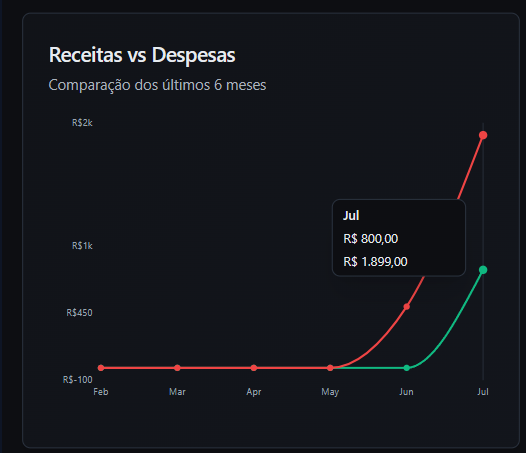 Receitas vs Despesas
Comparação dos últimos 6 meses
R$2k
R$1k
R$450
R$-100
Jul
R$ 800,00
R$ 1.899,00
Feb
Mar
Apr
May
Jun
Jul